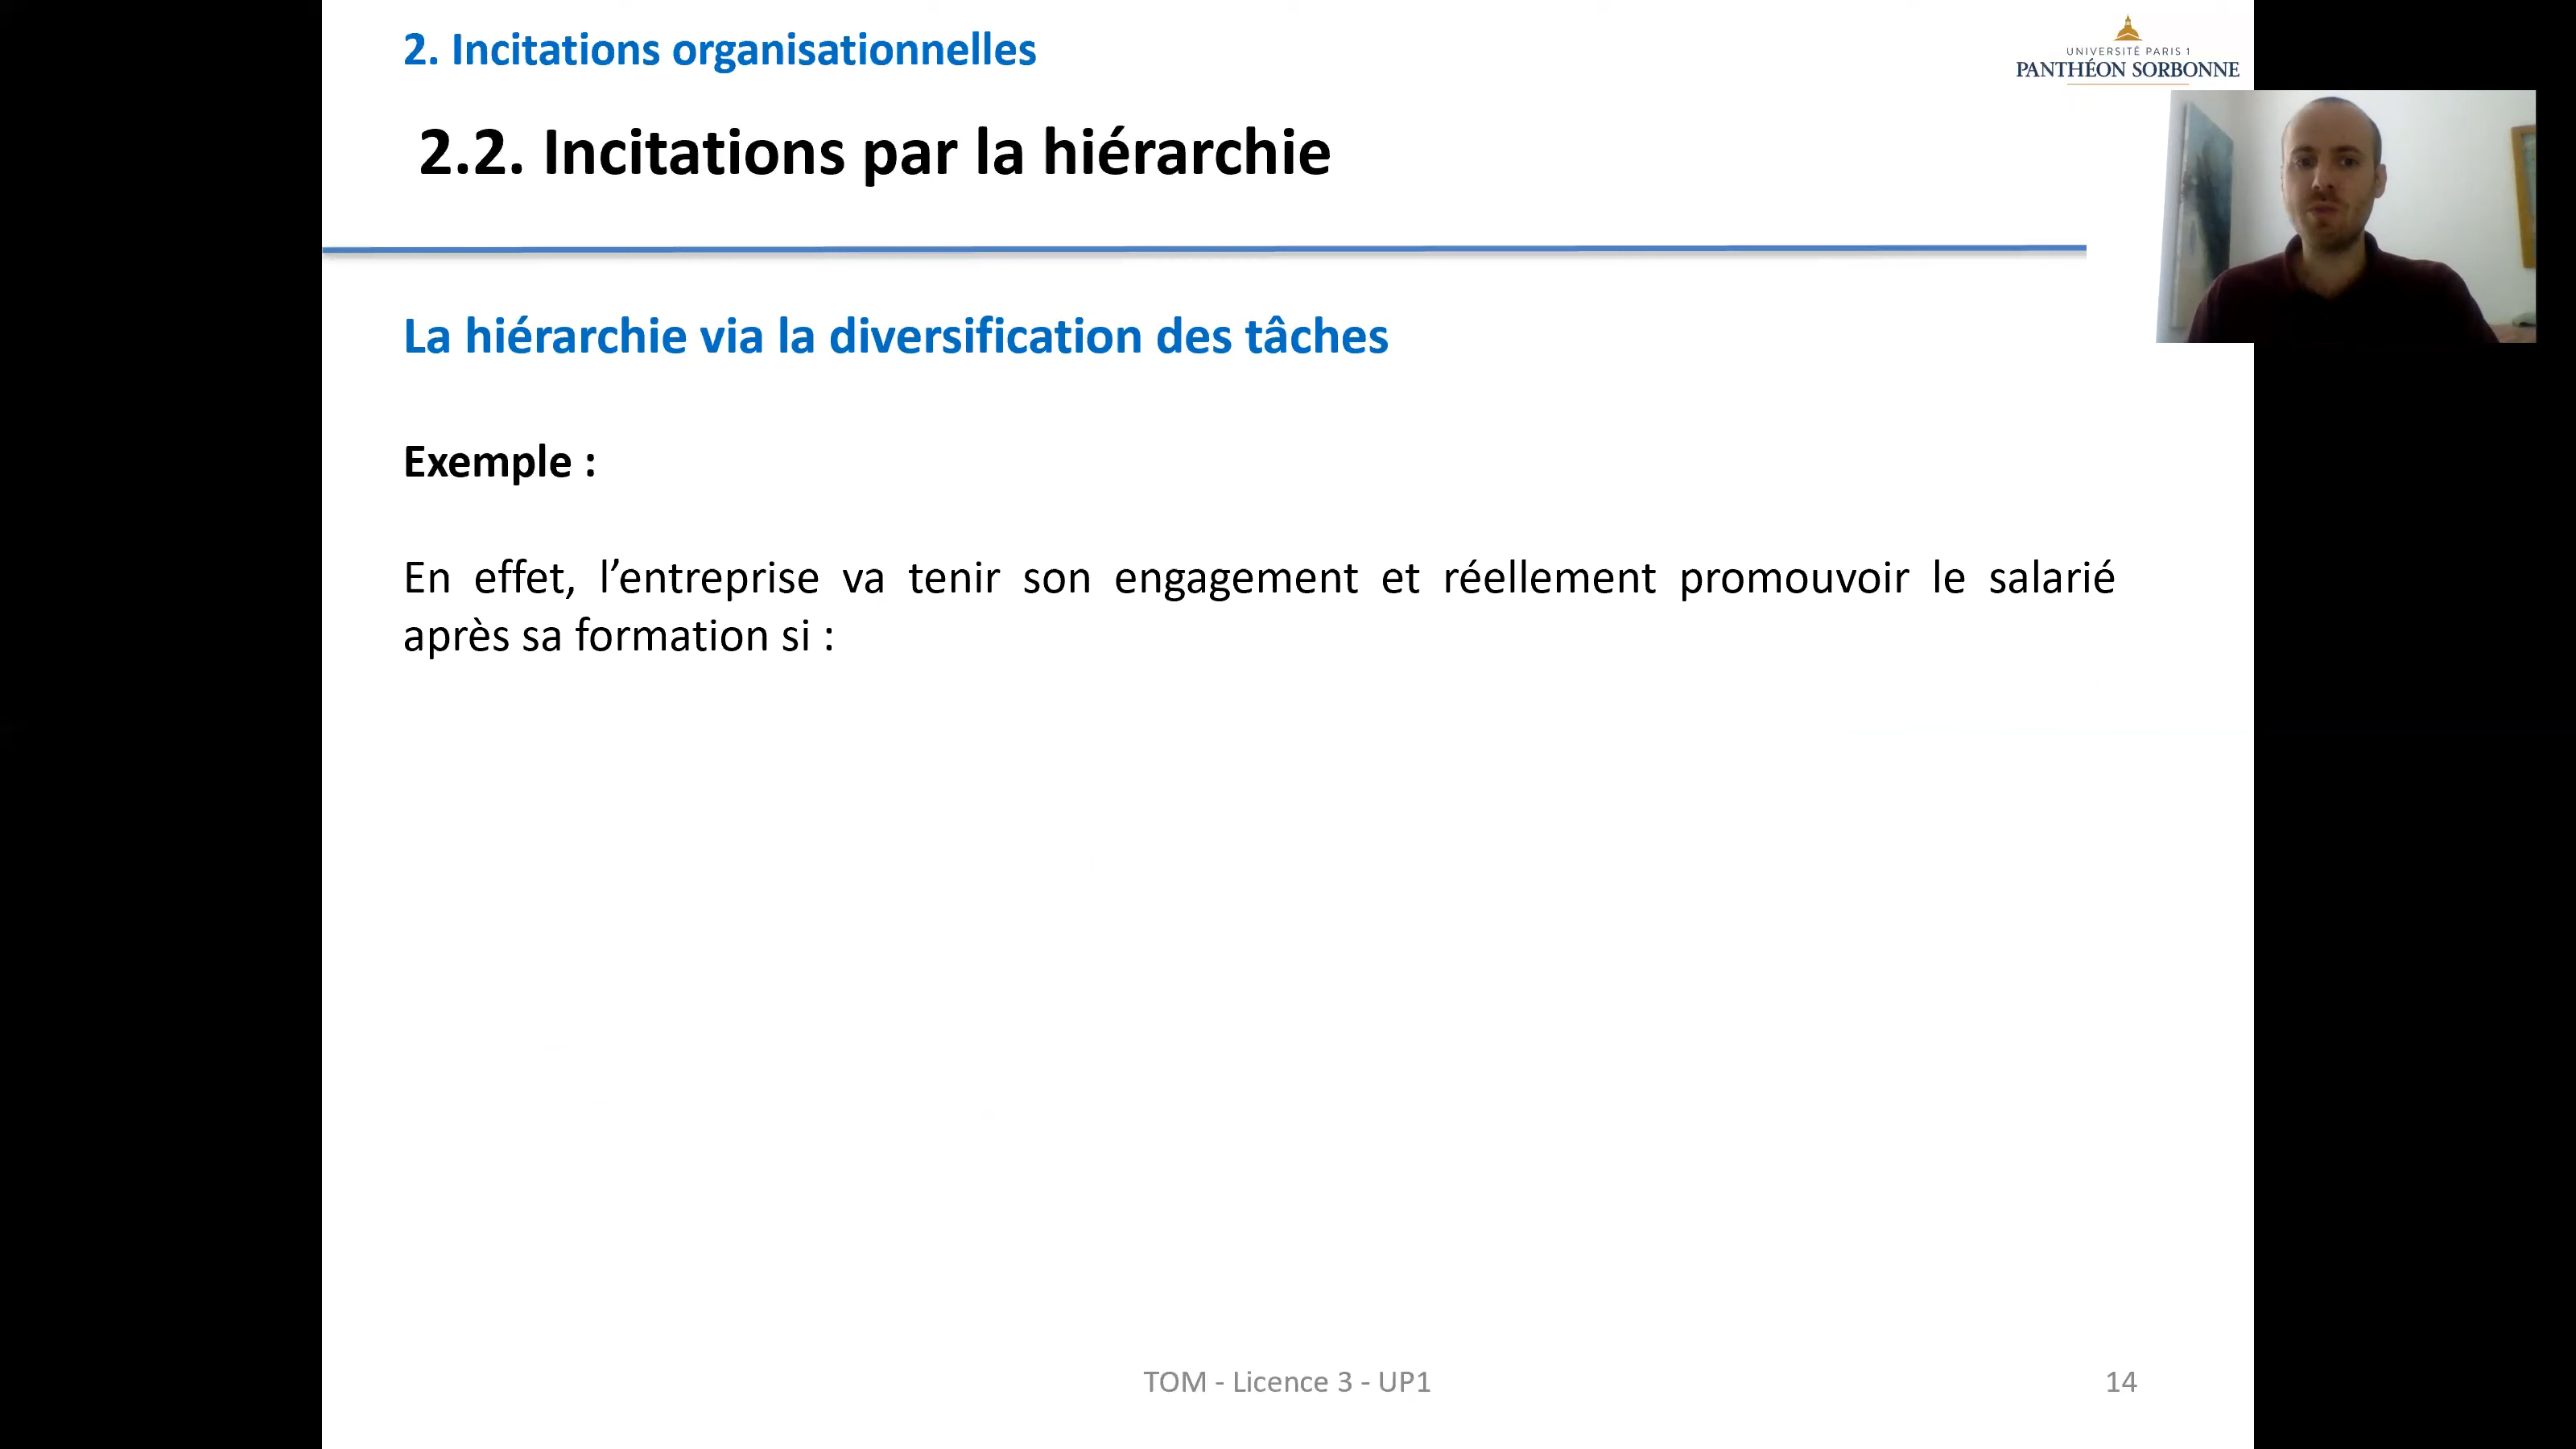 2. Incitations organisationnelles
UNIVERSITÉ PARIS 1
PANTHÉON SORBONNE
2.2. Incitations par la hiérarchie
La hiérarchie via la diversification des tâches
Exemple :
En effet, l’entreprise va tenir son engagement et réellement promouvoir le salarié
après sa formation si :
TOM - Licence 3 - UP1
14